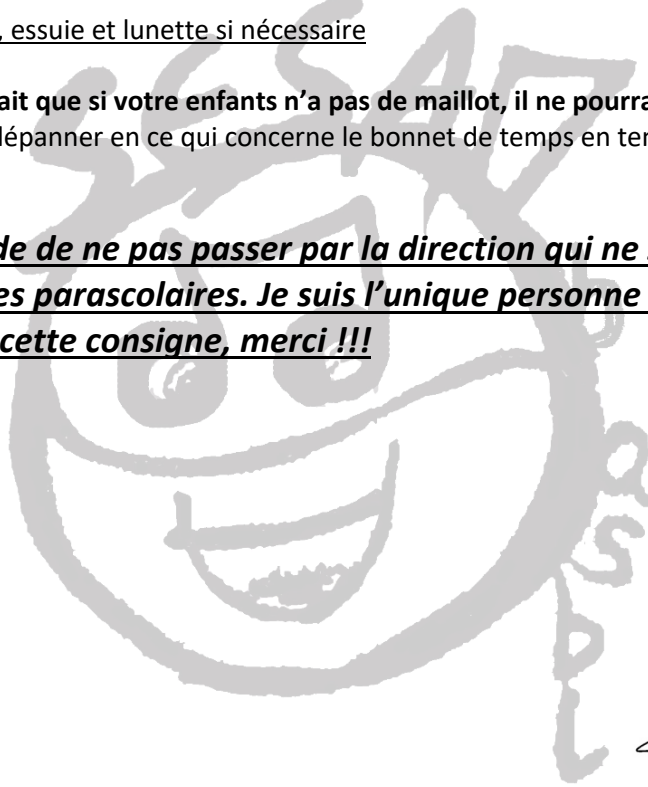 , essuie et lunette si nécessaire
ait que si votre enfants n’a pas de maillot, il ne pourra
dépanner en ce qui concerne le bonnet de temps en ten
de de ne pas passer par la direction qui ne
es parascolaires. Je suis l’unique personne
cette consigne, merci !!!
SESAD
asbl